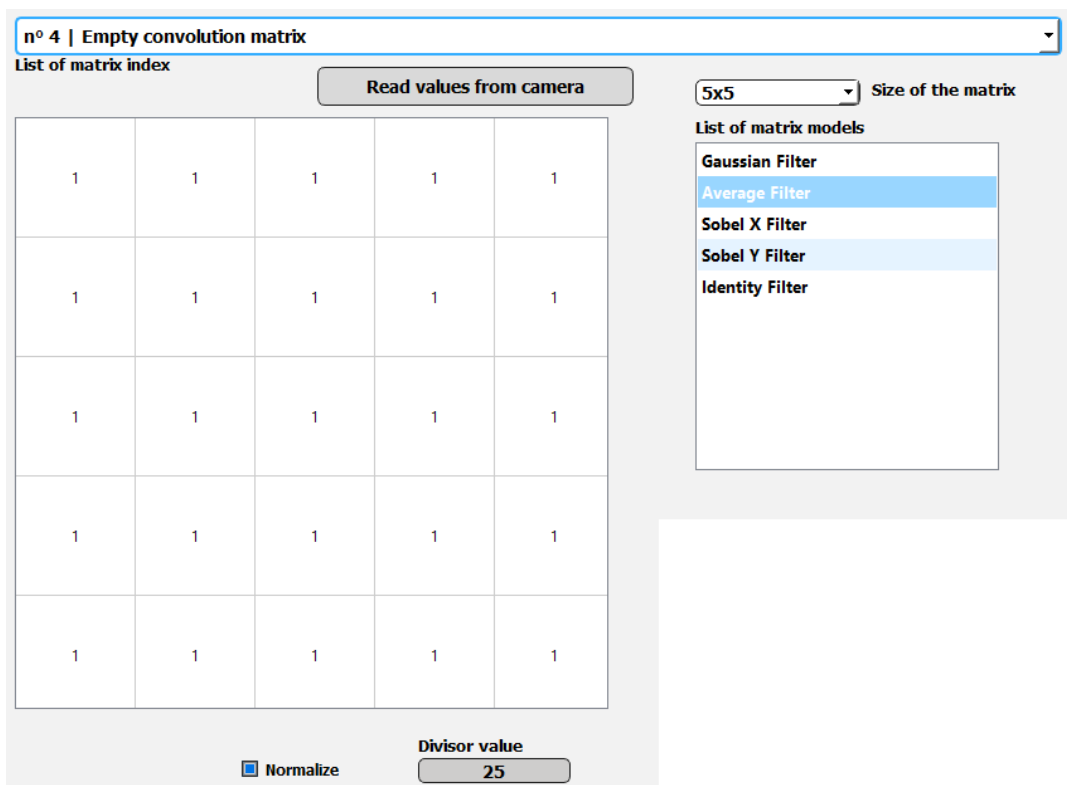 nº 4 | Empty convolution matrix
List of matrix index
Read values from camera
5x5 Size of the matrix
List of matrix models
Gaussian Filter
Average Filter
Sobel X Filter
Sobel Y Filter
Identity Filter
1 1 1 1 1
1 1 1 1 1
1 1 1 1 1
1 1 1 1 1
1 1 1 1 1
Normalize
Divisor value
25